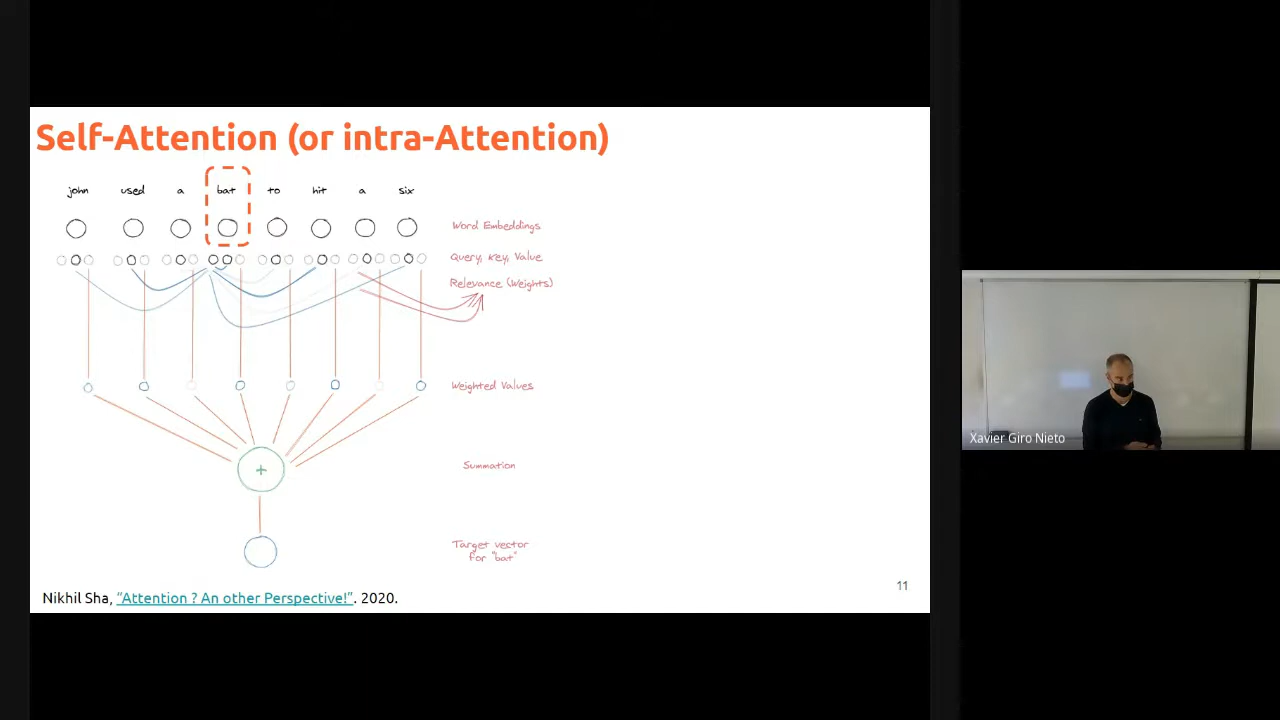 Self-Attention (or intra-Attention)
john used a bat to hit a six
Word Embeddings
Query, Key, Value
Relevance (Weights)
Weighted Values
+
Summation
Target vector
for "bat"
11
Nikhil Sha, “Attention ? An other Perspective!”. 2020.
Xavier Giro Nieto